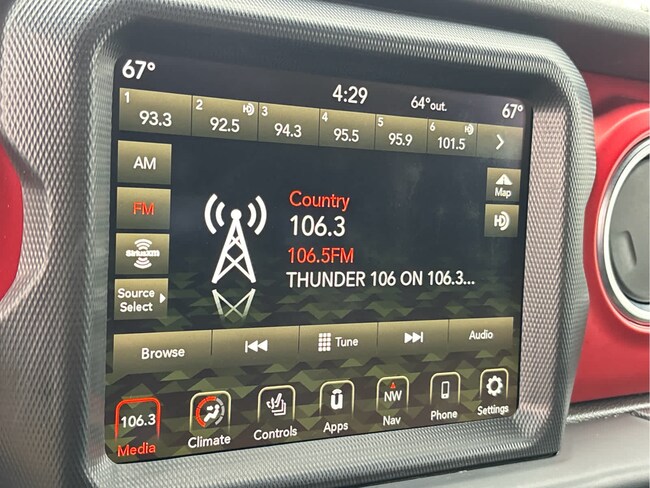 67°
4:29
64°out.
67°
1 93.3
2 92.5
3 94.3
4 95.5
5 95.9
6 101.5
AM
FM
SiriusXM
Source
Select
Map
Country
106.3
106.5FM
THUNDER 106 ON 106.3...
Browse
Tune
Audio
106.3
Media
Climate
Controls
u
Apps
NW
Nav
Phone
Settings